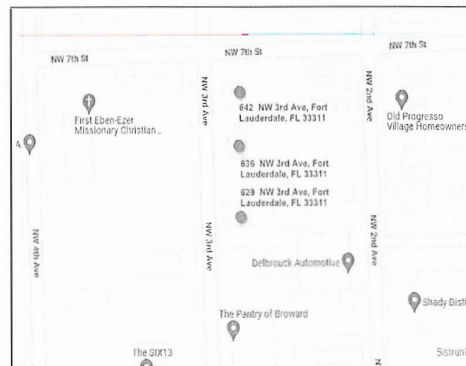 NW 7th St
NW 7th St
NW 7th St
NW 3rd Ave
NW 2nd Ave
642 NW 3rd Ave, Fort
Lauderdale, FL 33311
First Eben-Ezer
Missionary Christian...
Old Progresso
Village Homeowners
A
636 NW 3rd Ave, Fort
Lauderdale, FL 33311
628 NW 3rd Ave, Fort
Lauderdale, FL 33311
NW 4th Ave
NW 3rd Ave
NW 2nd Ave
Delbrouck Automotive
Shady Disti
The Pantry of Broward
The SIX13
Sistrun
N